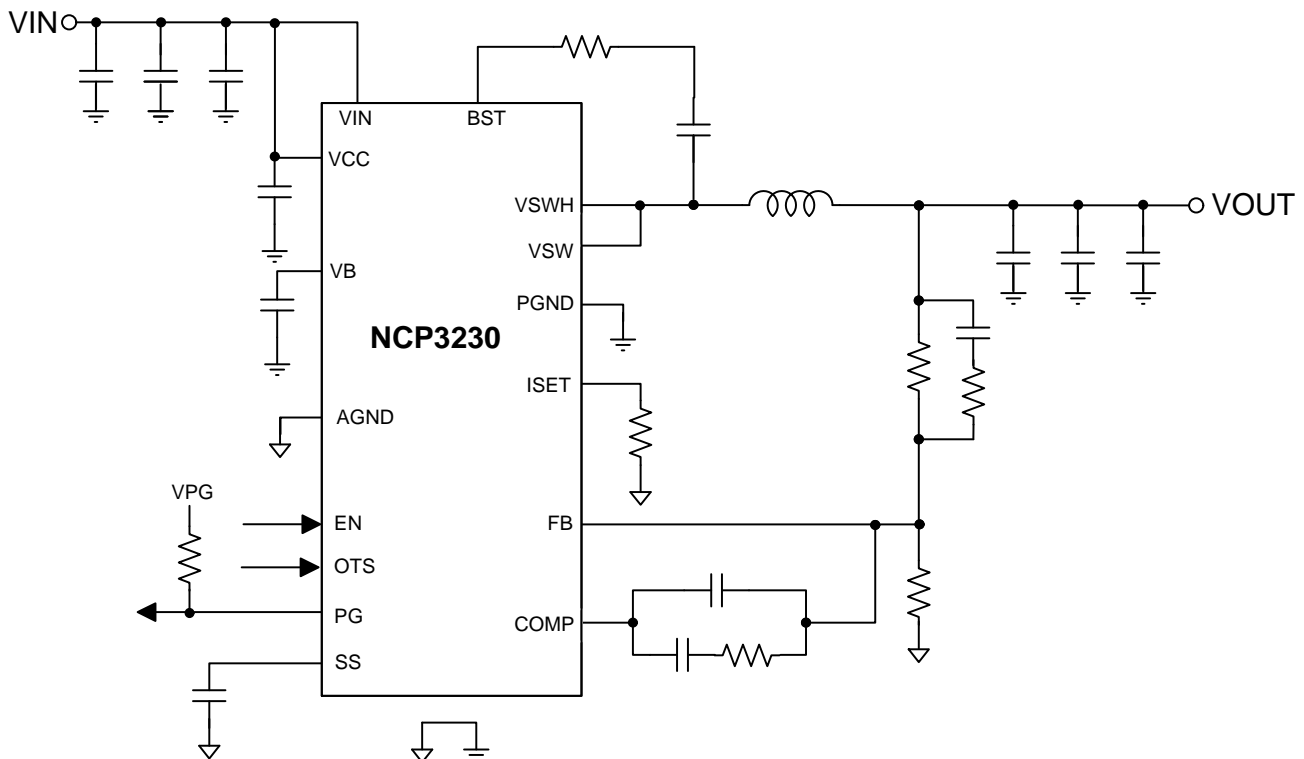 VIN
VIN
BST
VCC
VSWH
VOUT
VSW
VB
PGND
NCP3230
ISET
AGND
VPG
EN
FB
OTS
PG
COMP
SS